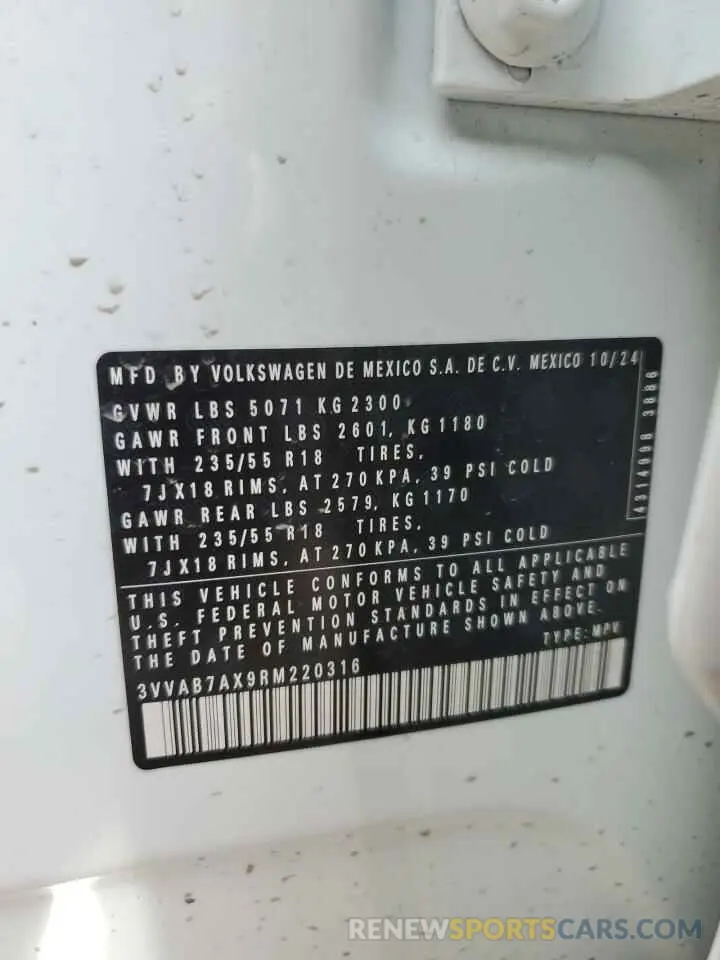 MFD BY VOLKSWAGEN DE MEXICO S.A. DE C.V. MEXICO 10/24
GVWR LBS 5071 KG 2300
GAWR FRONT LBS 2601, KG 1180
WITH 235/55 R18 TIRES,
7JX18 RIMS, AT 270 KPA, 39 PSI COLD
GAWR REAR LBS 2579, KG 1170
WITH 235/55 R18 TIRES,
7JX18 RIMS, AT 270 KPA, 39 PSI COLD
4314998 3886
THIS VEHICLE CONFORMS TO ALL APPLICABLE
U.S. FEDERAL MOTOR VEHICLE SAFETY AND
THEFT PREVENTION STANDARDS IN EFFECT ON
THE DATE OF MANUFACTURE SHOWN ABOVE.
TYPE: MPV
3VVAB7AX9RM220316
RENEWSPORTSCARS.COM